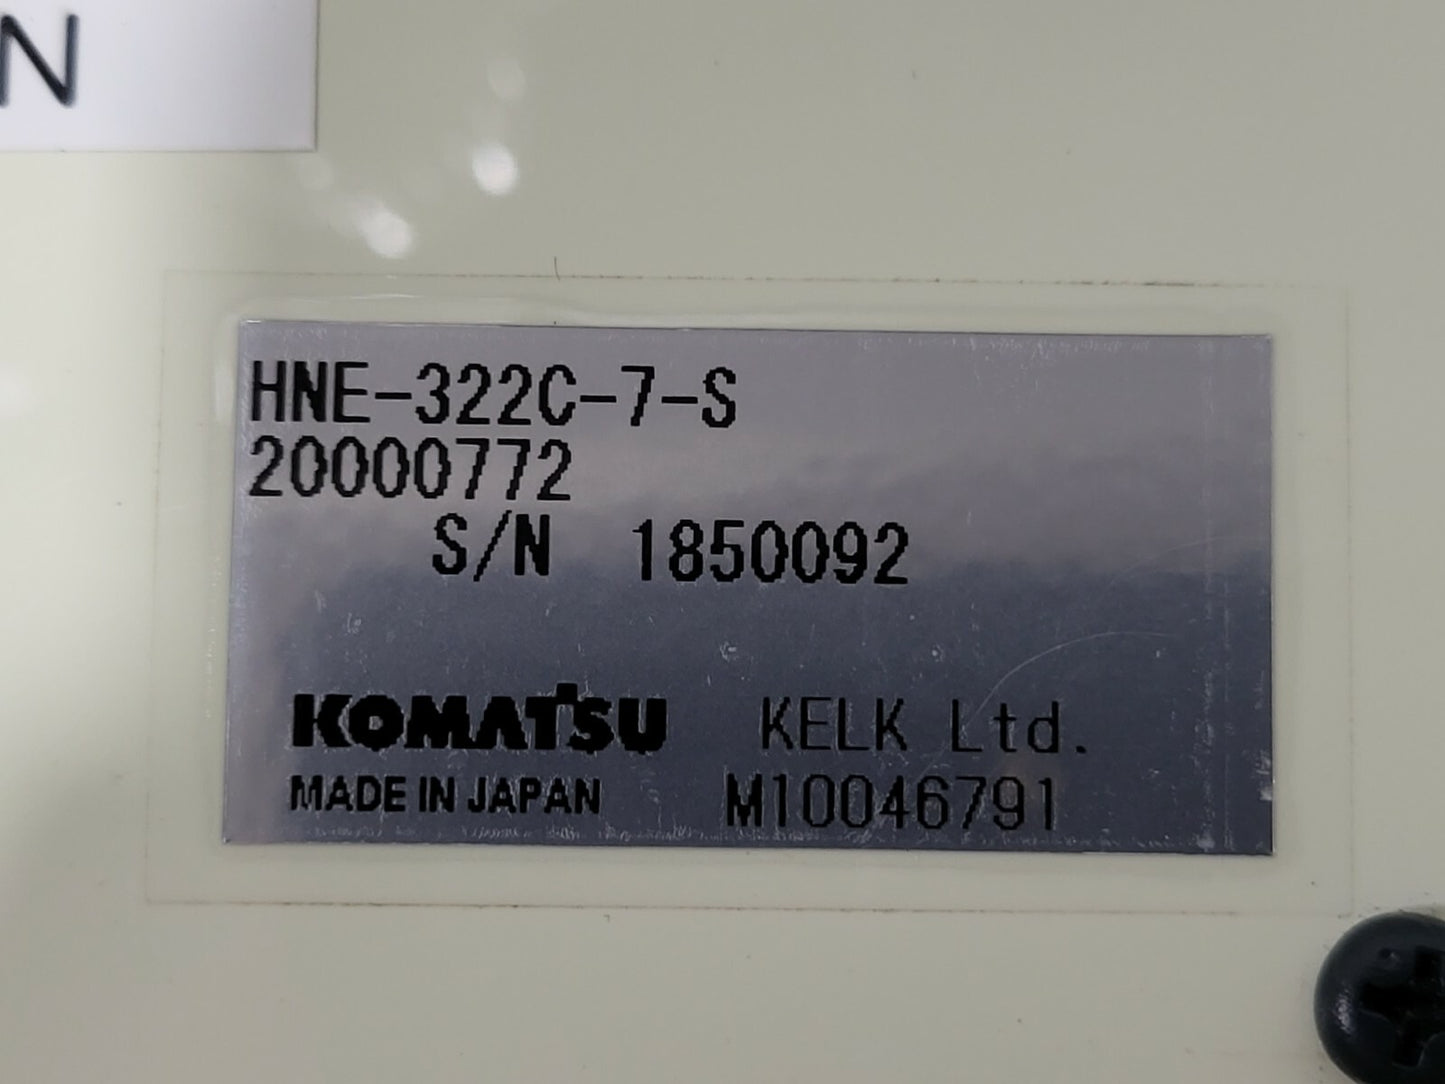 N
HNE-322C-7-S
20000772
S/N 1850092
KOMATSU KELK Ltd.
MADE IN JAPAN M10046791